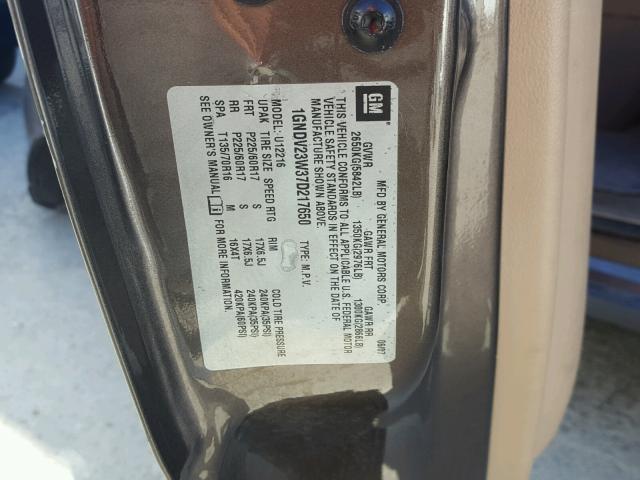 GM
MFD BY GENERAL MOTORS CORP. 06/07
GVWR GAWR FRT GAWR RR
2650KG(5842LB) 1350KG(2976LB) 1300KG(2866LB)
THIS VEHICLE CONFORMS TO ALL APPLICABLE U.S. FEDERAL MOTOR
VEHICLE SAFETY STANDARDS IN EFFECT ON THE DATE OF
MANUFACTURE SHOWN ABOVE.
1GNDV23W37D217650 TYPE: M.P.V.
MODEL: U12216
UPAK TIRE SIZE SPEED RTG RIM COLD TIRE PRESSURE
FRT P225/60R17 S 17X6.5J 240KPA(35PSI)
RR P225/60R17 S 17X6.5J 240KPA(35PSI)
SPA T135/70R16 M 16X4T 420KPA(60PSI)
SEE OWNER'S MANUAL FOR MORE INFORMATION.